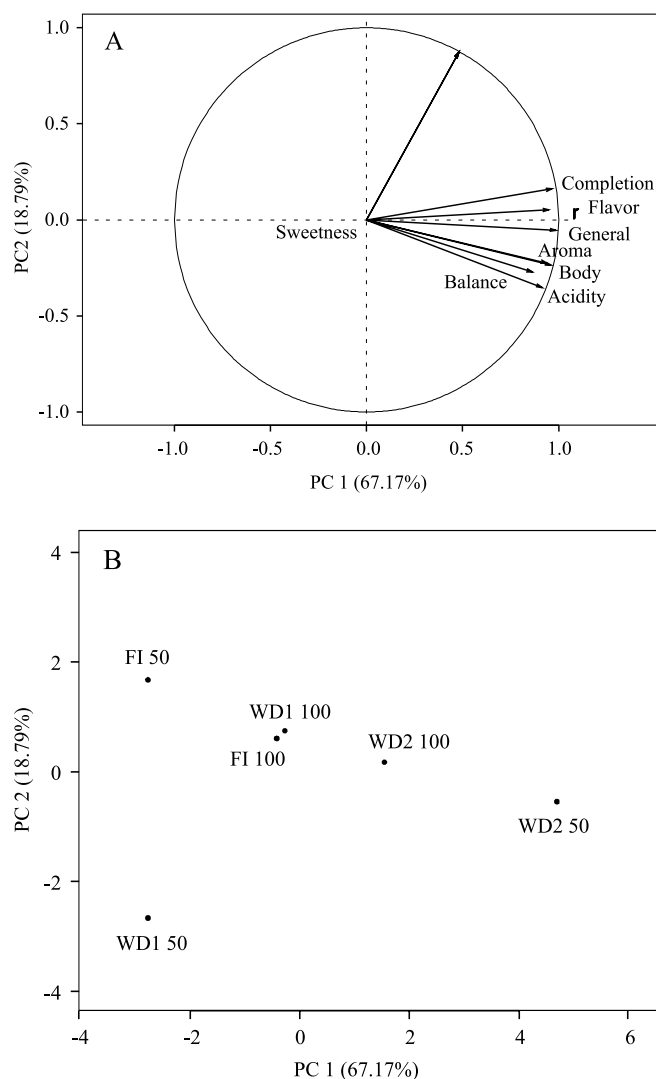 A
1.0
0.5
0.0
-0.5
-1.0
PC2 (18.79%)
Completion
Flavor
General
Sweetness
Aroma
Body
Balance
Acidity
-1.0 -0.5 0.0 0.5 1.0
PC 1 (67.17%)
B
4
2
0
-2
-4
PC 2 (18.79%)
FI 50
WD1 100
WD2 100
FI 100
WD2 50
WD1 50
-4 -2 0 2 4 6
PC 1 (67.17%)